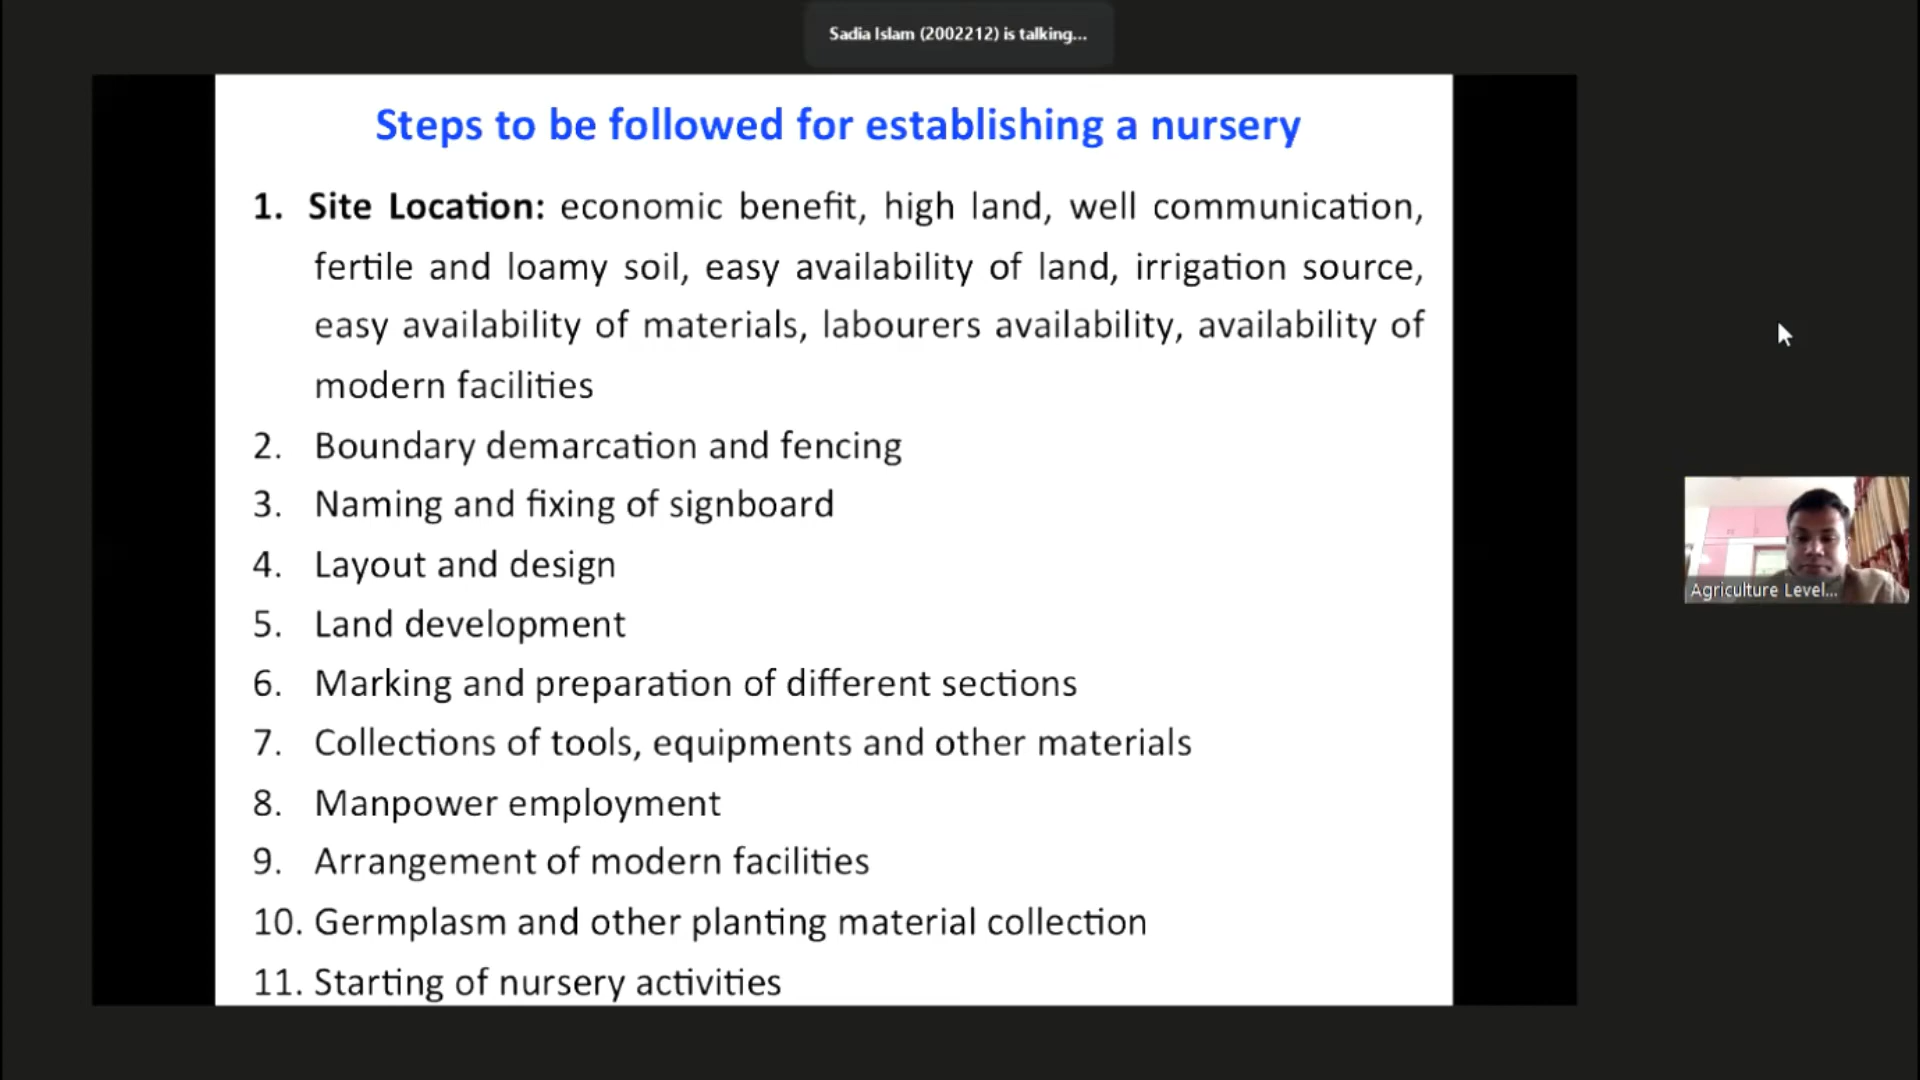 Sadia Islam (2002212) is talking...
Steps to be followed for establishing a nursery
1. Site Location: economic benefit, high land, well communication,
fertile and loamy soil, easy availability of land, irrigation source,
easy availability of materials, labourers availability, availability of
modern facilities
2. Boundary demarcation and fencing
3. Naming and fixing of signboard
4. Layout and design
5. Land development
6. Marking and preparation of different sections
7. Collections of tools, equipments and other materials
8. Manpower employment
9. Arrangement of modern facilities
10. Germplasm and other planting material collection
11. Starting of nursery activities
Agriculture Level...